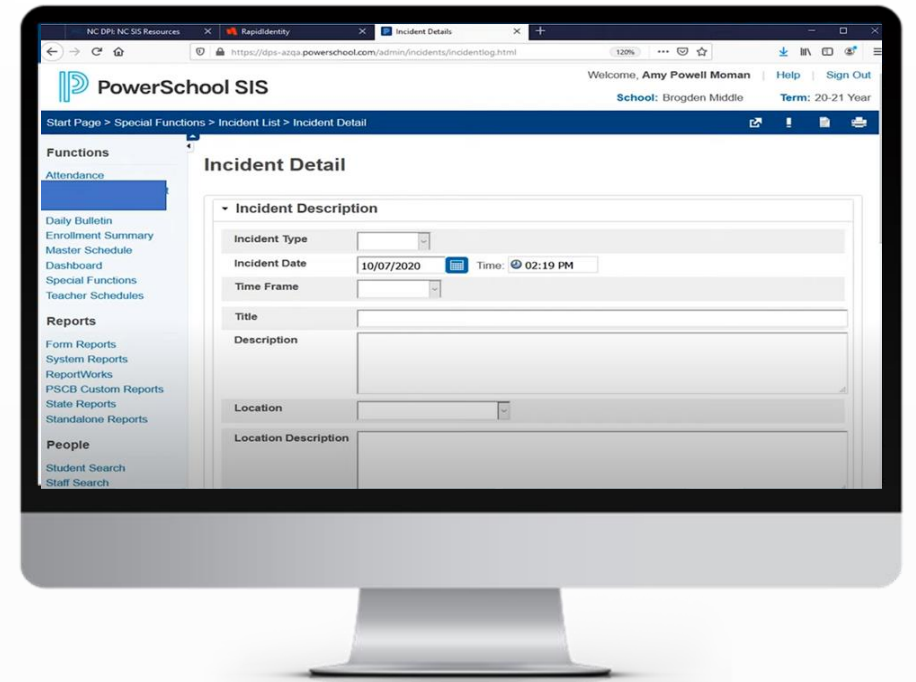 NC DPI: NC SIS Resources RapidIdentity Incident Details
https://dps-azqa.powerschool.com/admin/incidents/incidentlog.html 120%
PowerSchool SIS
Welcome, Amy Powell Moman Help Sign Out
School: Brogden Middle Term: 20-21 Year
Start Page > Special Functions > Incident List > Incident Detail
Functions
Attendance
Daily Bulletin
Enrollment Summary
Master Schedule
Dashboard
Special Functions
Teacher Schedules
Reports
Form Reports
System Reports
ReportWorks
PSCB Custom Reports
State Reports
Standalone Reports
People
Student Search
Staff Search
Incident Detail
Incident Description
Incident Type
Incident Date 10/07/2020 Time: 02:19 PM
Time Frame
Title
Description
Location
Location Description